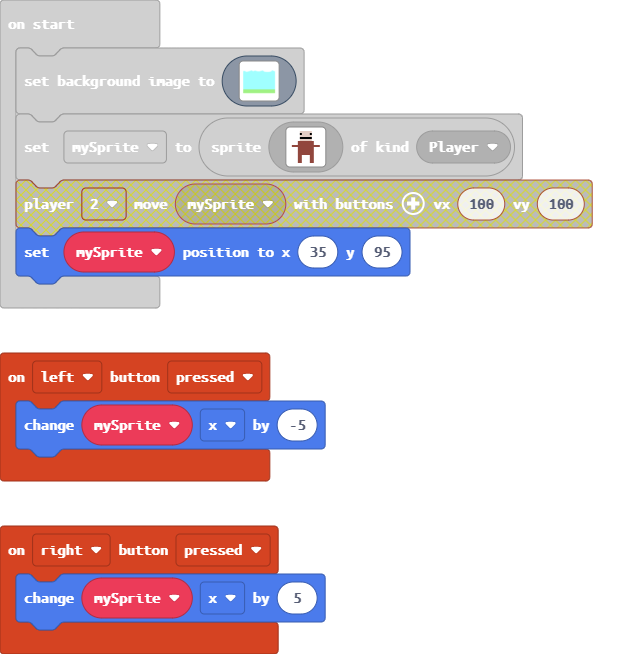 on start
set background image to
set mySprite to sprite of kind Player
player 2 move mySprite with buttons vx 100 vy 100
set mySprite position to x 35 y 95
on left button pressed
change mySprite x by -5
on right button pressed
change mySprite x by 5